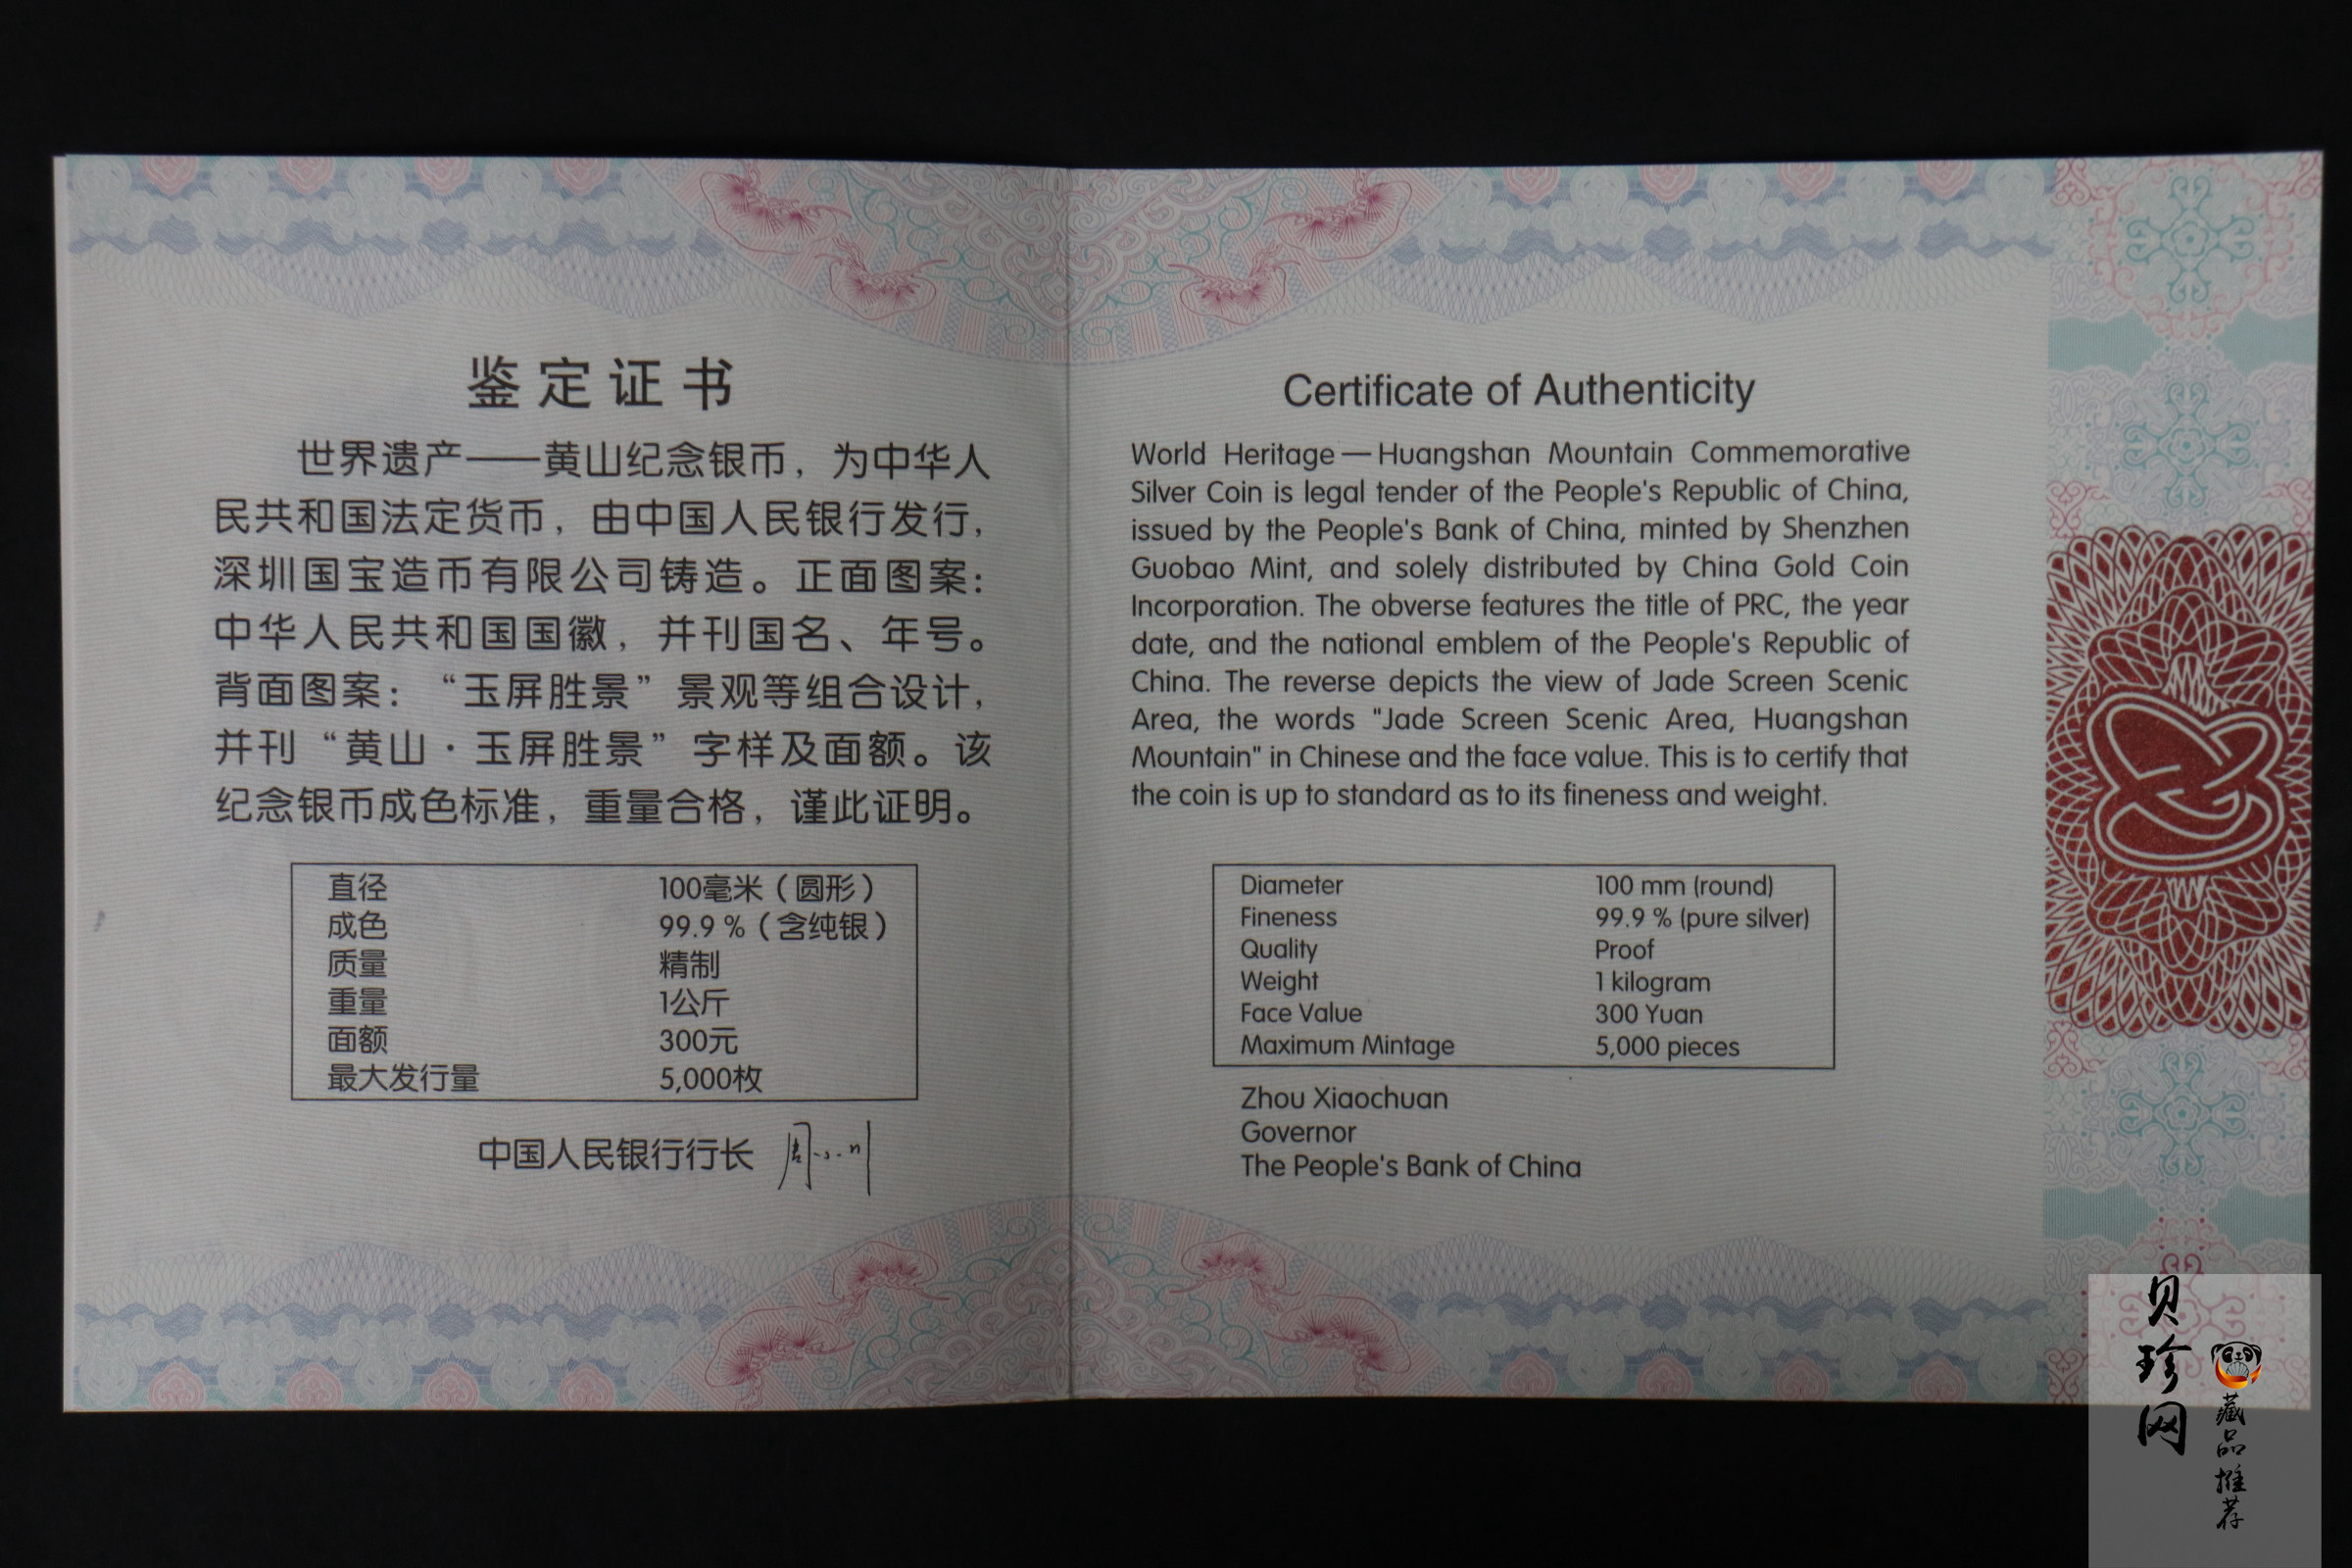 鉴定证书
世界遗产——黄山纪念银币，为中华人
民共和国法定货币，由中国人民银行发行，
深圳国宝造币有限公司铸造。正面图案：
中华人民共和国国徽，并刊国名、年号。
背面图案：“玉屏胜景”景观等组合设计，
并刊“黄山·玉屏胜景”字样及面额。该
纪念银币成色标准，重量合格，谨此证明。
直径 100毫米（圆形）
成色 99.9 %（含纯银）
质量 精制
重量 1公斤
面额 300元
最大发行量 5,000枚
中国人民银行行长 周小川
Certificate of Authenticity
World Heritage — Huangshan Mountain Commemorative
Silver Coin is legal tender of the People's Republic of China,
issued by the People's Bank of China, minted by Shenzhen
Guobao Mint, and solely distributed by China Gold Coin
Incorporation. The obverse features the title of PRC, the year
date, and the national emblem of the People's Republic of
China. The reverse depicts the view of Jade Screen Scenic
Area, the words "Jade Screen Scenic Area, Huangshan
Mountain" in Chinese and the face value. This is to certify that
the coin is up to standard as to its fineness and weight.
Diameter 100 mm (round)
Fineness 99.9 % (pure silver)
Quality Proof
Weight 1 kilogram
Face Value 300 Yuan
Maximum Mintage 5,000 pieces
Zhou Xiaochuan
Governor
The People's Bank of China
贝珍网
藏品推荐